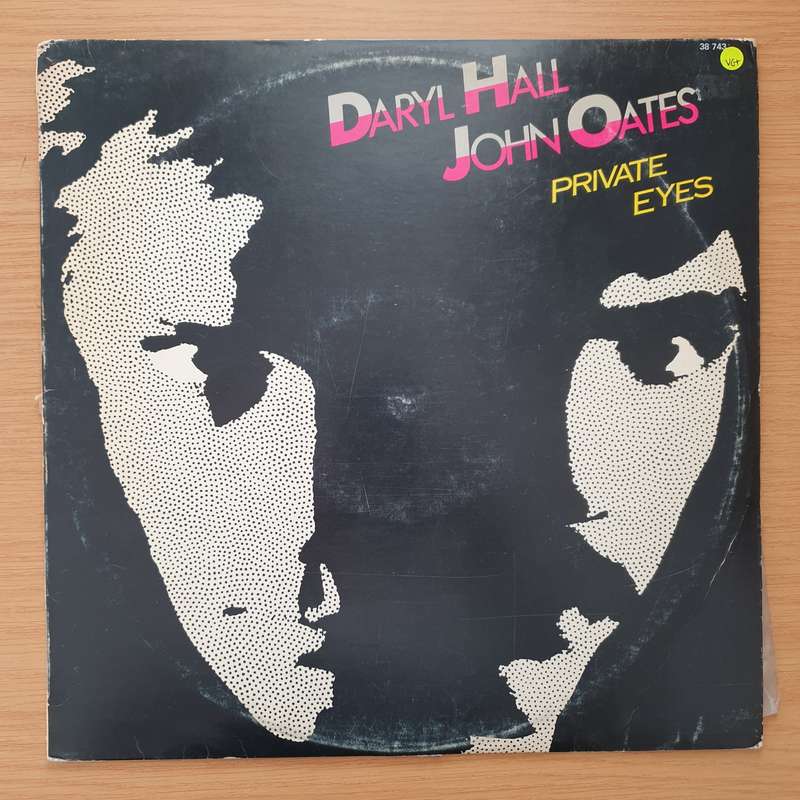 38 743
VG+
DARYL HALL
JOHN OATES
PRIVATE
EYES